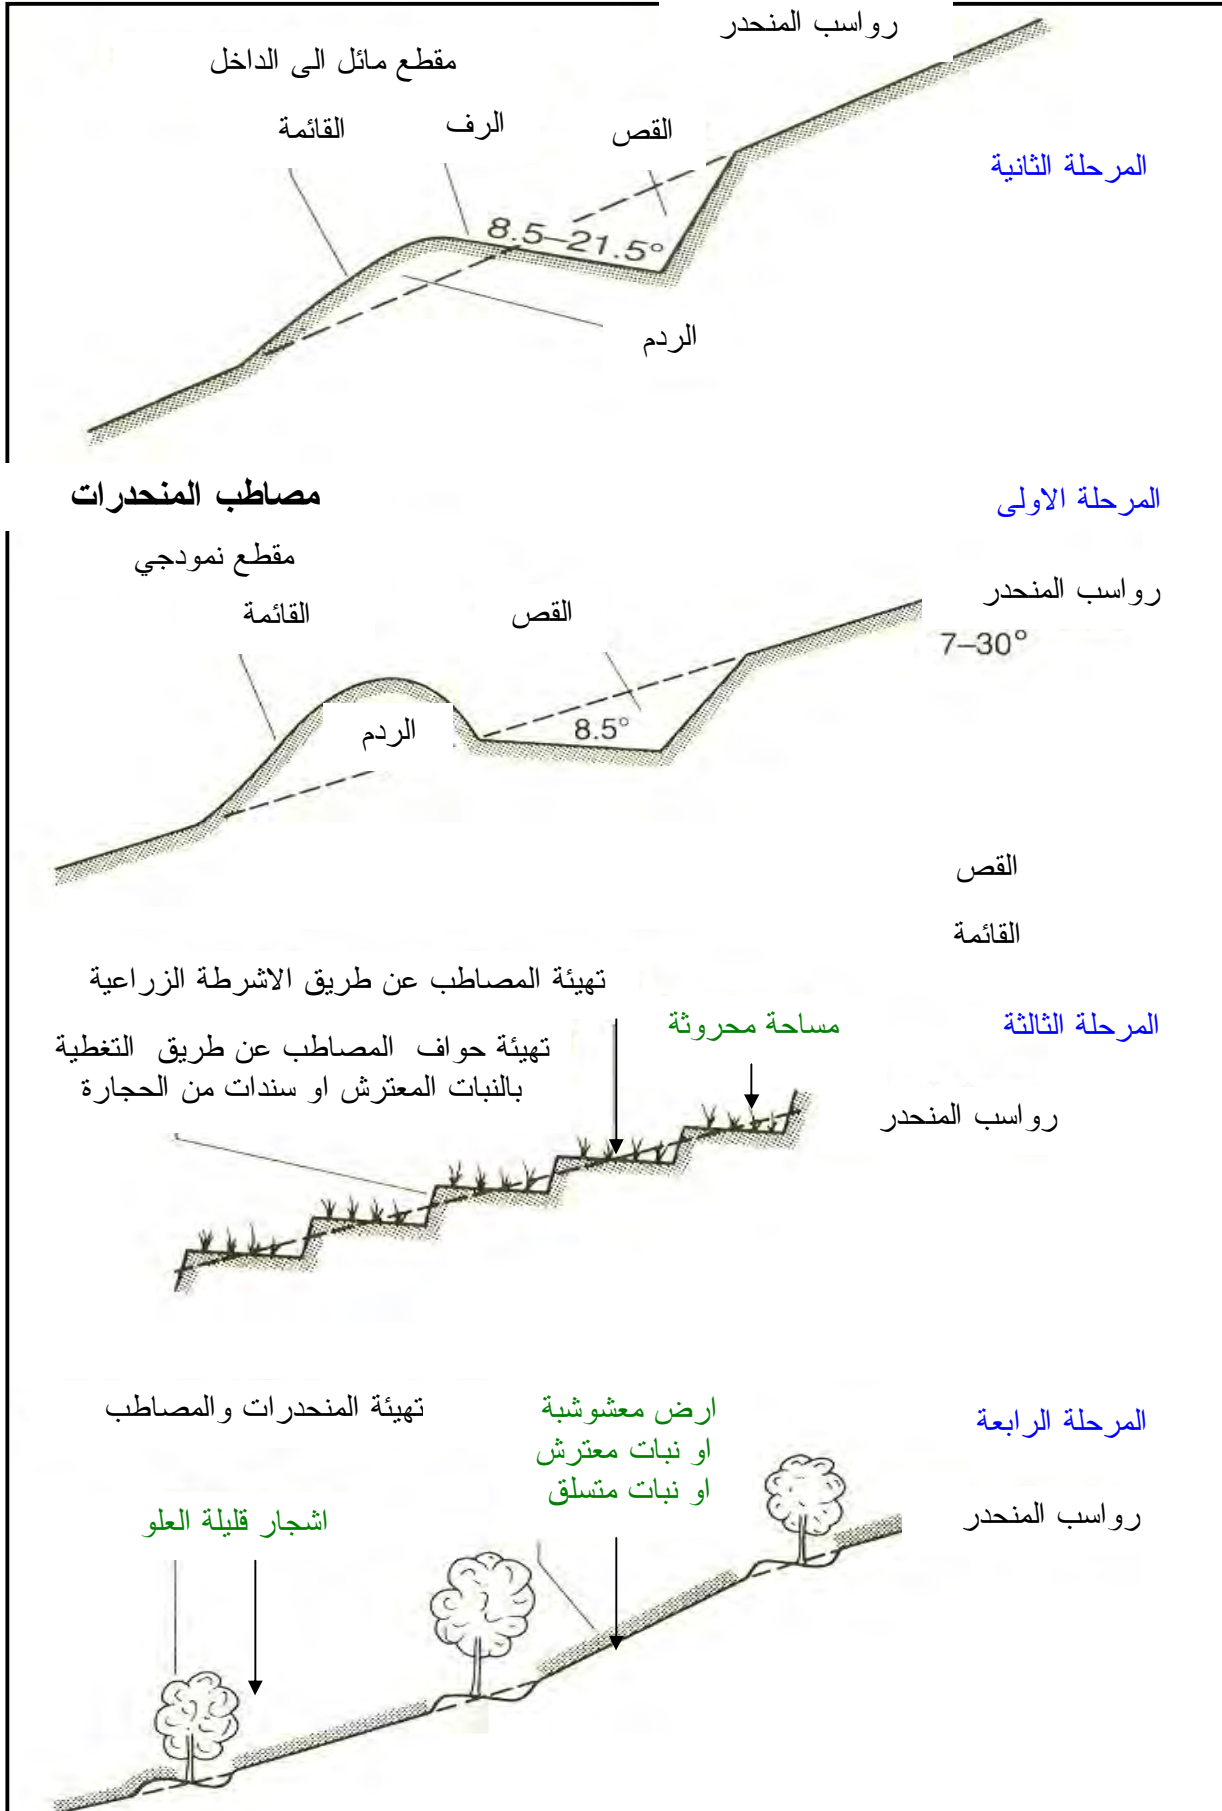 رواسب المنحدر
مقطع مائل الى الداخل
القص
الرف
القائمة
المرحلة الثانية
8.5–21.5°
الردم
المرحلة الاولى
مصاطب المنحدرات
مقطع نمودجي
رواسب المنحدر
القص
القائمة
7–30°
الردم
8.5°
القص
القائمة
تهيئة المصاطب عن طريق الاشرطة الزراعية
المرحلة الثالثة
مساحة محروثة
تهيئة حواف المصاطب عن طريق التغطية
بالنبات المعترش او سندات من الحجارة
رواسب المنحدر
تهيئة المنحدرات والمصاطب
المرحلة الرابعة
ارض معشوشبة
او نبات معترش
او نبات متسلق
رواسب المنحدر
اشجار قليلة العلو